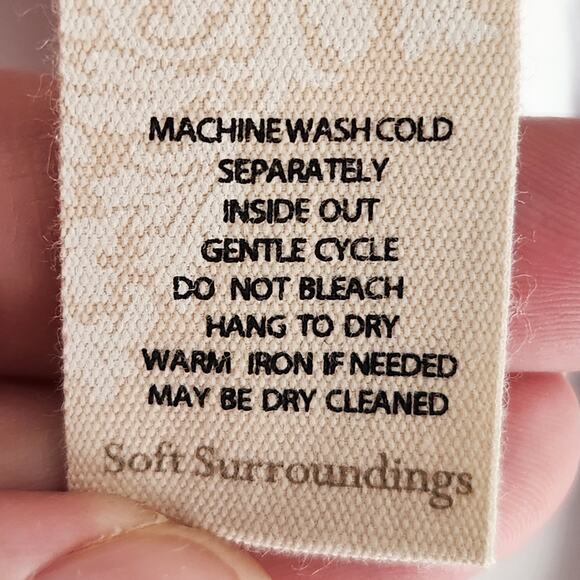 MACHINE WASH COLD
SEPARATELY
INSIDE OUT
GENTLE CYCLE
DO NOT BLEACH
HANG TO DRY
WARM IRON IF NEEDED
MAY BE DRY CLEANED
Soft Surroundings